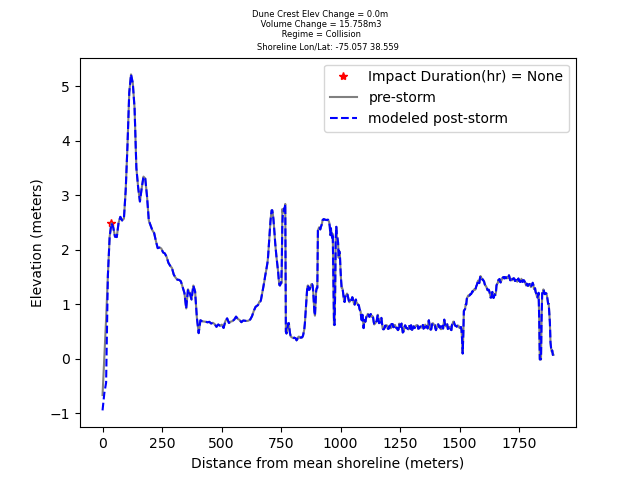 Dune Crest Elev Change = 0.0m
Volume Change = 15.758m3
Regime = Collision
Shoreline Lon/Lat: -75.057 38.559
Impact Duration(hr) = None
pre-storm
modeled post-storm
Elevation (meters)
5
4
3
2
1
0
−1
0
250
500
750
1000
1250
1500
1750
Distance from mean shoreline (meters)